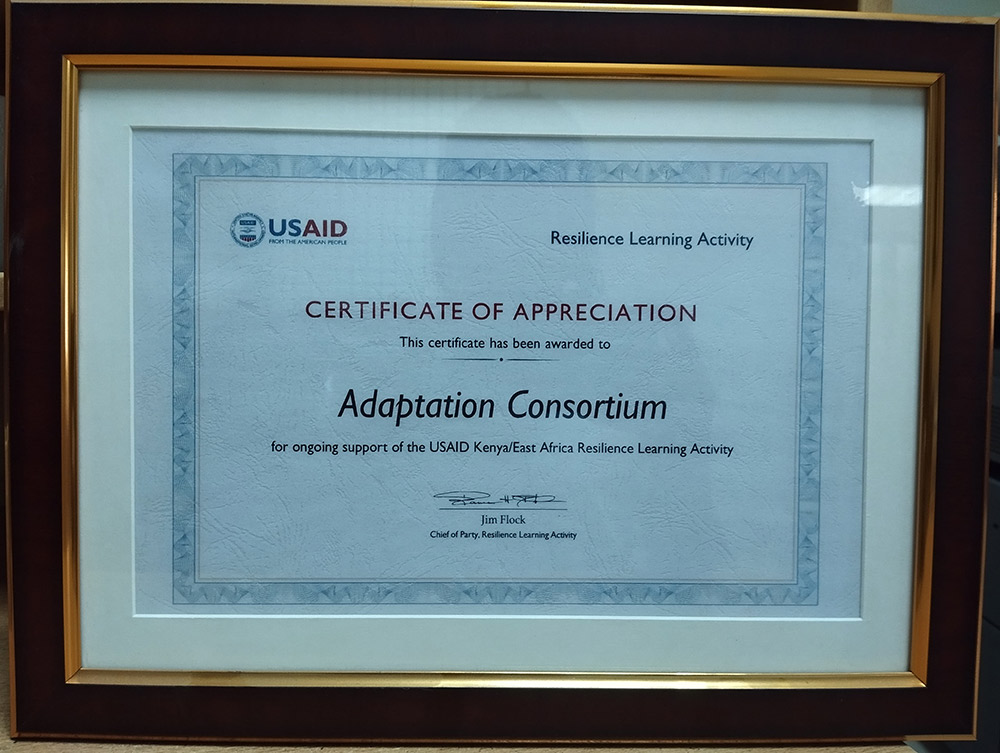 USAID
FROM THE AMERICAN PEOPLE
Resilience Learning Activity
CERTIFICATE OF APPRECIATION
This certificate has been awarded to
Adaptation Consortium
for ongoing support of the USAID Kenya/East Africa Resilience Learning Activity
Jim Flock
Chief of Party, Resilience Learning Activity